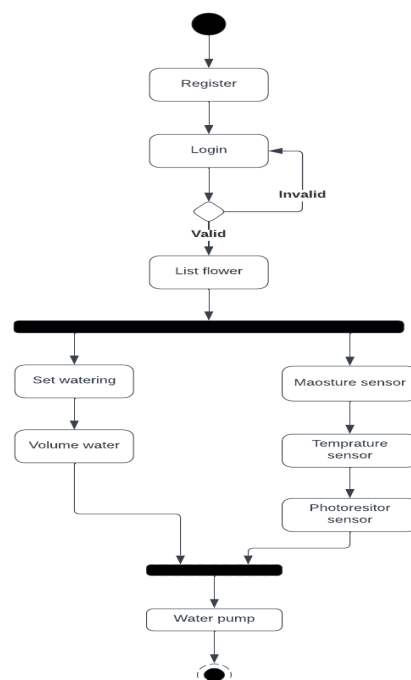 Register
Login
Invalid
Valid
List flower
Set watering
Maosture sensor
Volume water
Temprature
sensor
Photoresitor
sensor
Water pump